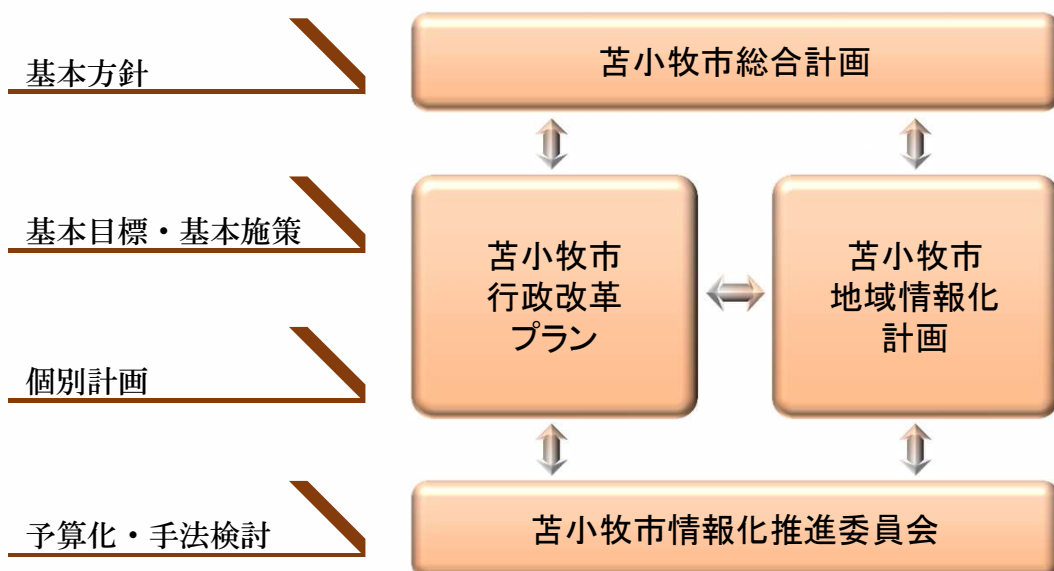 基本方針
苫小牧市総合計画
基本目標・基本施策
苫小牧市
行政改革
プラン
苫小牧市
地域情報化
計画
個別計画
予算化・手法検討
苫小牧市情報化推進委員会